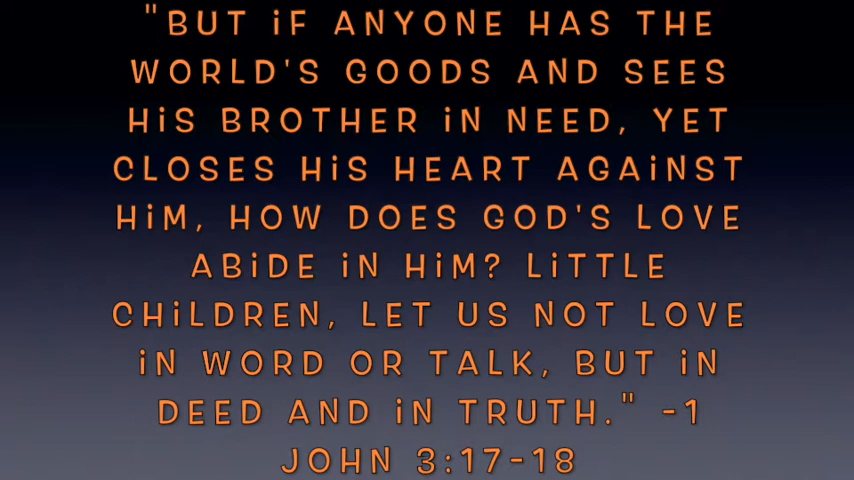 "BUT iF ANYONE HAS THE
WORLD'S GOODS AND SEES
HiS BROTHER iN NEED, YET
CLOSES HiS HEART AGAiNST
HiM, HOW DOES GOD'S LOVE
ABiDE iN HiM? LiTTLE
CHiLDREN, LET US NOT LOVE
iN WORD OR TALK, BUT iN
DEED AND iN TRUTH." -1
JOHN 3:17-18